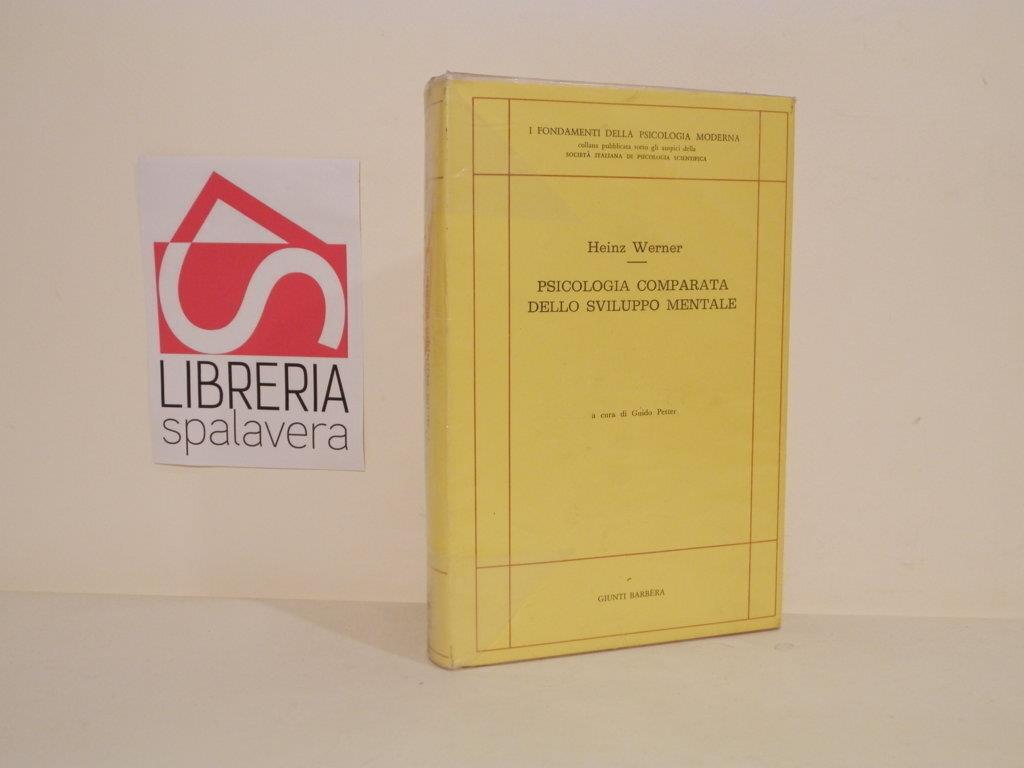 LIBRERIA
spalavera
I FONDAMENTI DELLA PSICOLOGIA MODERNA
collana pubblicata sotto gli auspici della
SOCIETÀ ITALIANA DI PSICOLOGIA SCIENTIFICA
Heinz Werner
PSICOLOGIA COMPARATA
DELLO SVILUPPO MENTALE
a cura di Guido Petter
GIUNTI BARBÈRA